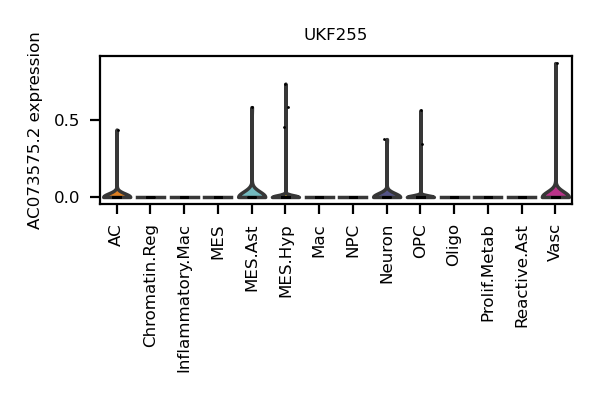 UKF255
AC073575.2 expression
0.5
0.0
AC
Chromatin.Reg
Inflammatory.Mac
MES
MES.Ast
MES.Hyp
Mac
NPC
Neuron
OPC
Oligo
Prolif.Metab
Reactive.Ast
Vasc